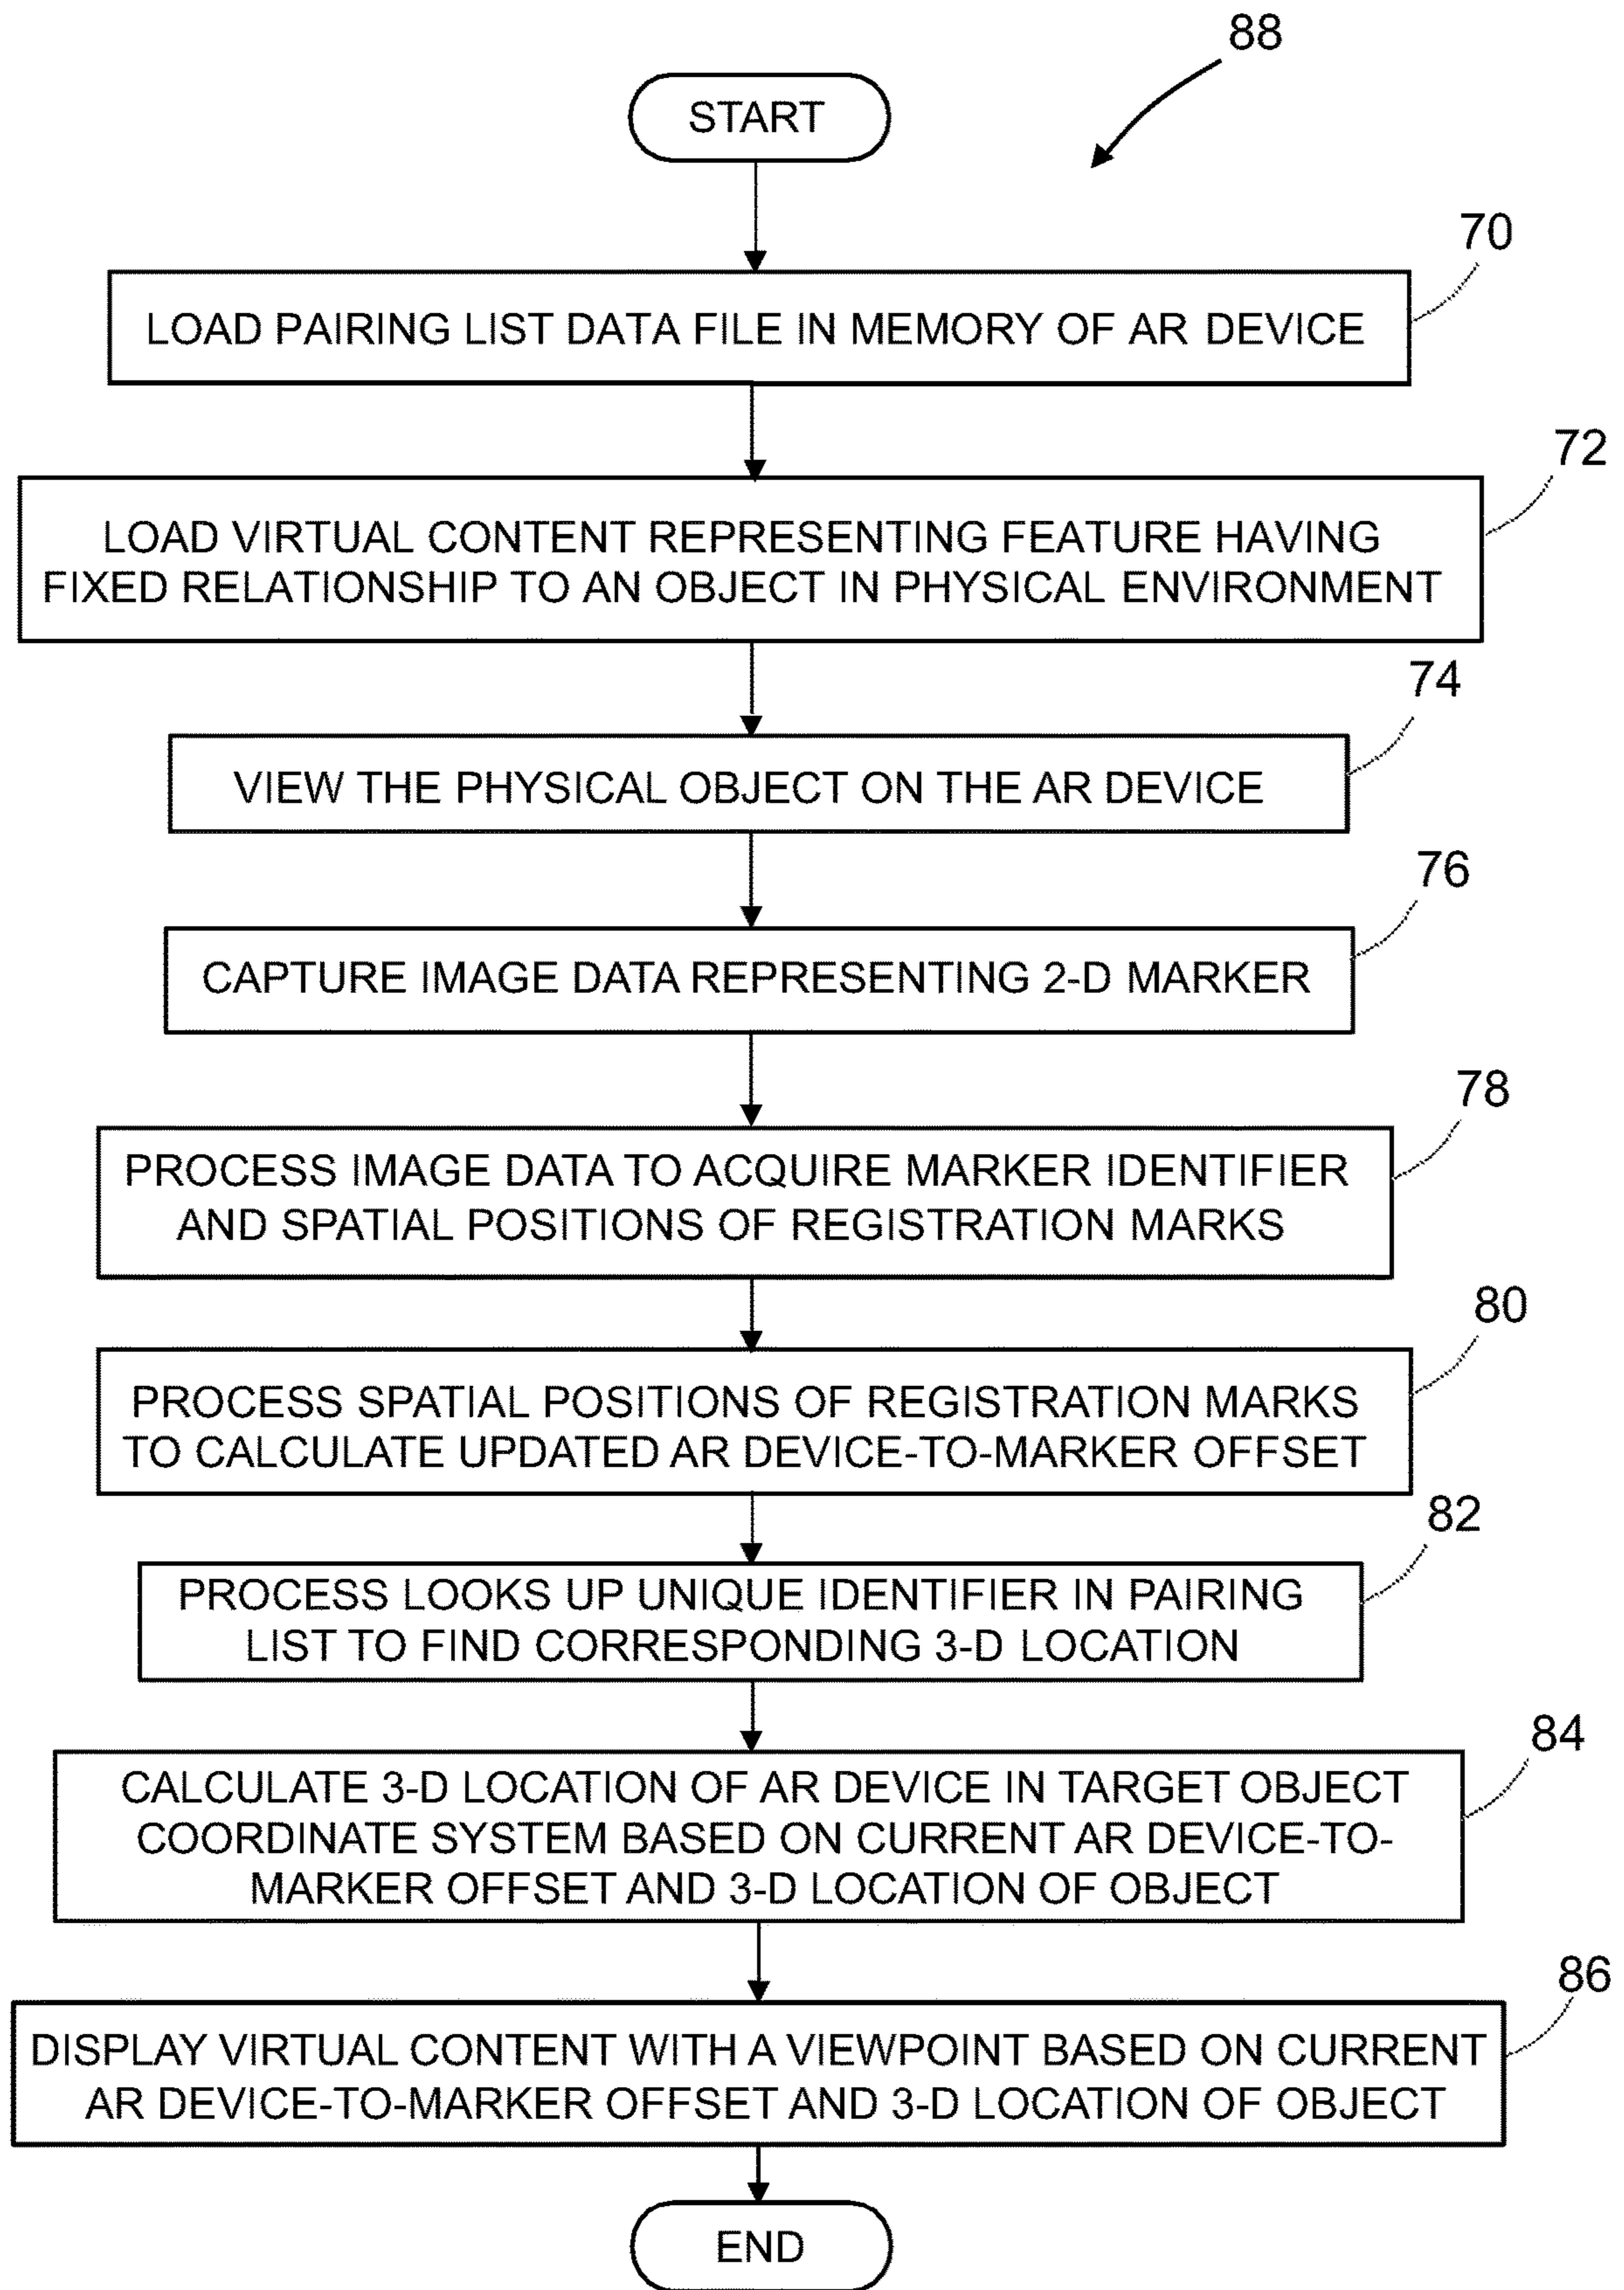 88
START
70
LOAD PAIRING LIST DATA FILE IN MEMORY OF AR DEVICE
72
LOAD VIRTUAL CONTENT REPRESENTING FEATURE HAVING
FIXED RELATIONSHIP TO AN OBJECT IN PHYSICAL ENVIRONMENT
74
VIEW THE PHYSICAL OBJECT ON THE AR DEVICE
76
CAPTURE IMAGE DATA REPRESENTING 2-D MARKER
78
PROCESS IMAGE DATA TO ACQUIRE MARKER IDENTIFIER
AND SPATIAL POSITIONS OF REGISTRATION MARKS
80
PROCESS SPATIAL POSITIONS OF REGISTRATION MARKS
TO CALCULATE UPDATED AR DEVICE-TO-MARKER OFFSET
82
PROCESS LOOKS UP UNIQUE IDENTIFIER IN PAIRING
LIST TO FIND CORRESPONDING 3-D LOCATION
84
CALCULATE 3-D LOCATION OF AR DEVICE IN TARGET OBJECT
COORDINATE SYSTEM BASED ON CURRENT AR DEVICE-TO-
MARKER OFFSET AND 3-D LOCATION OF OBJECT
86
DISPLAY VIRTUAL CONTENT WITH A VIEWPOINT BASED ON CURRENT
AR DEVICE-TO-MARKER OFFSET AND 3-D LOCATION OF OBJECT
END